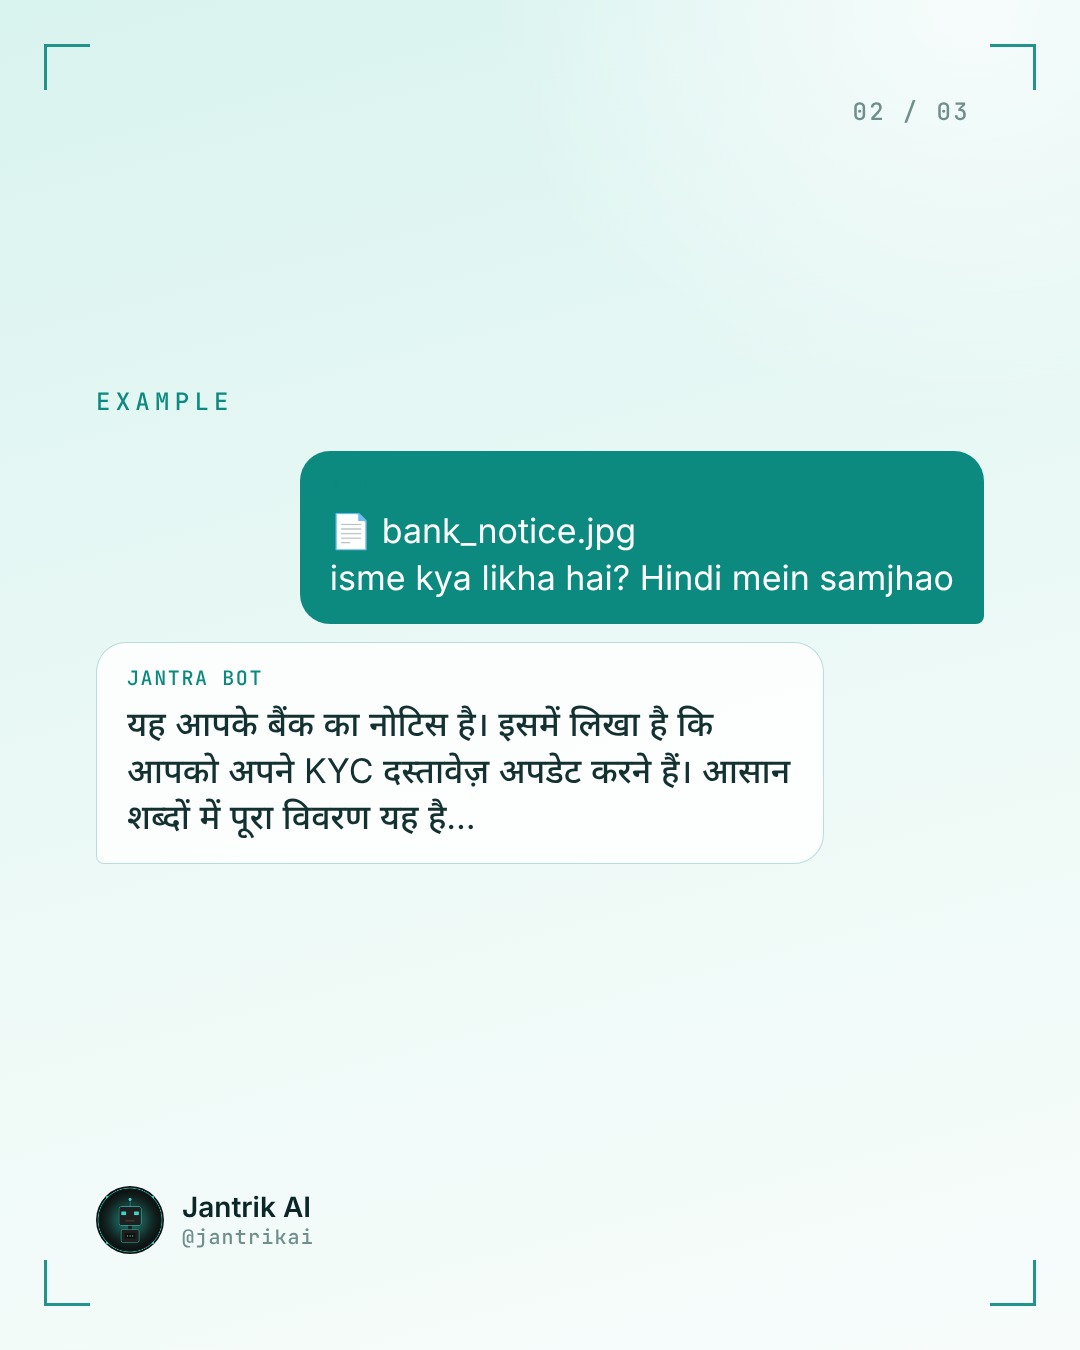 02 / 03
EXAMPLE
📄 bank_notice.jpg
isme kya likha hai? Hindi mein samjhao
JANTRA BOT
यह आपके बैंक का नोटिस है। इसमें लिखा है कि
आपको अपने KYC दस्तावेज़ अपडेट करने हैं। आसान
शब्दों में पूरा विवरण यह है...
Jantrik AI
@jantrikai